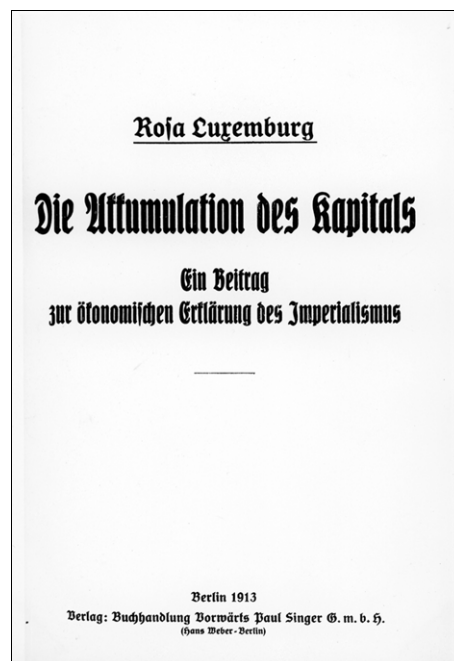 Rosa Luxemburg
Die Akkumulation des Kapitals
Ein Beitrag
zur ökonomischen Erklärung des Imperialismus
Berlin 1913
Verlag: Buchhandlung Vorwärts Paul Singer G. m. b. H.
(Hans Weber - Berlin)